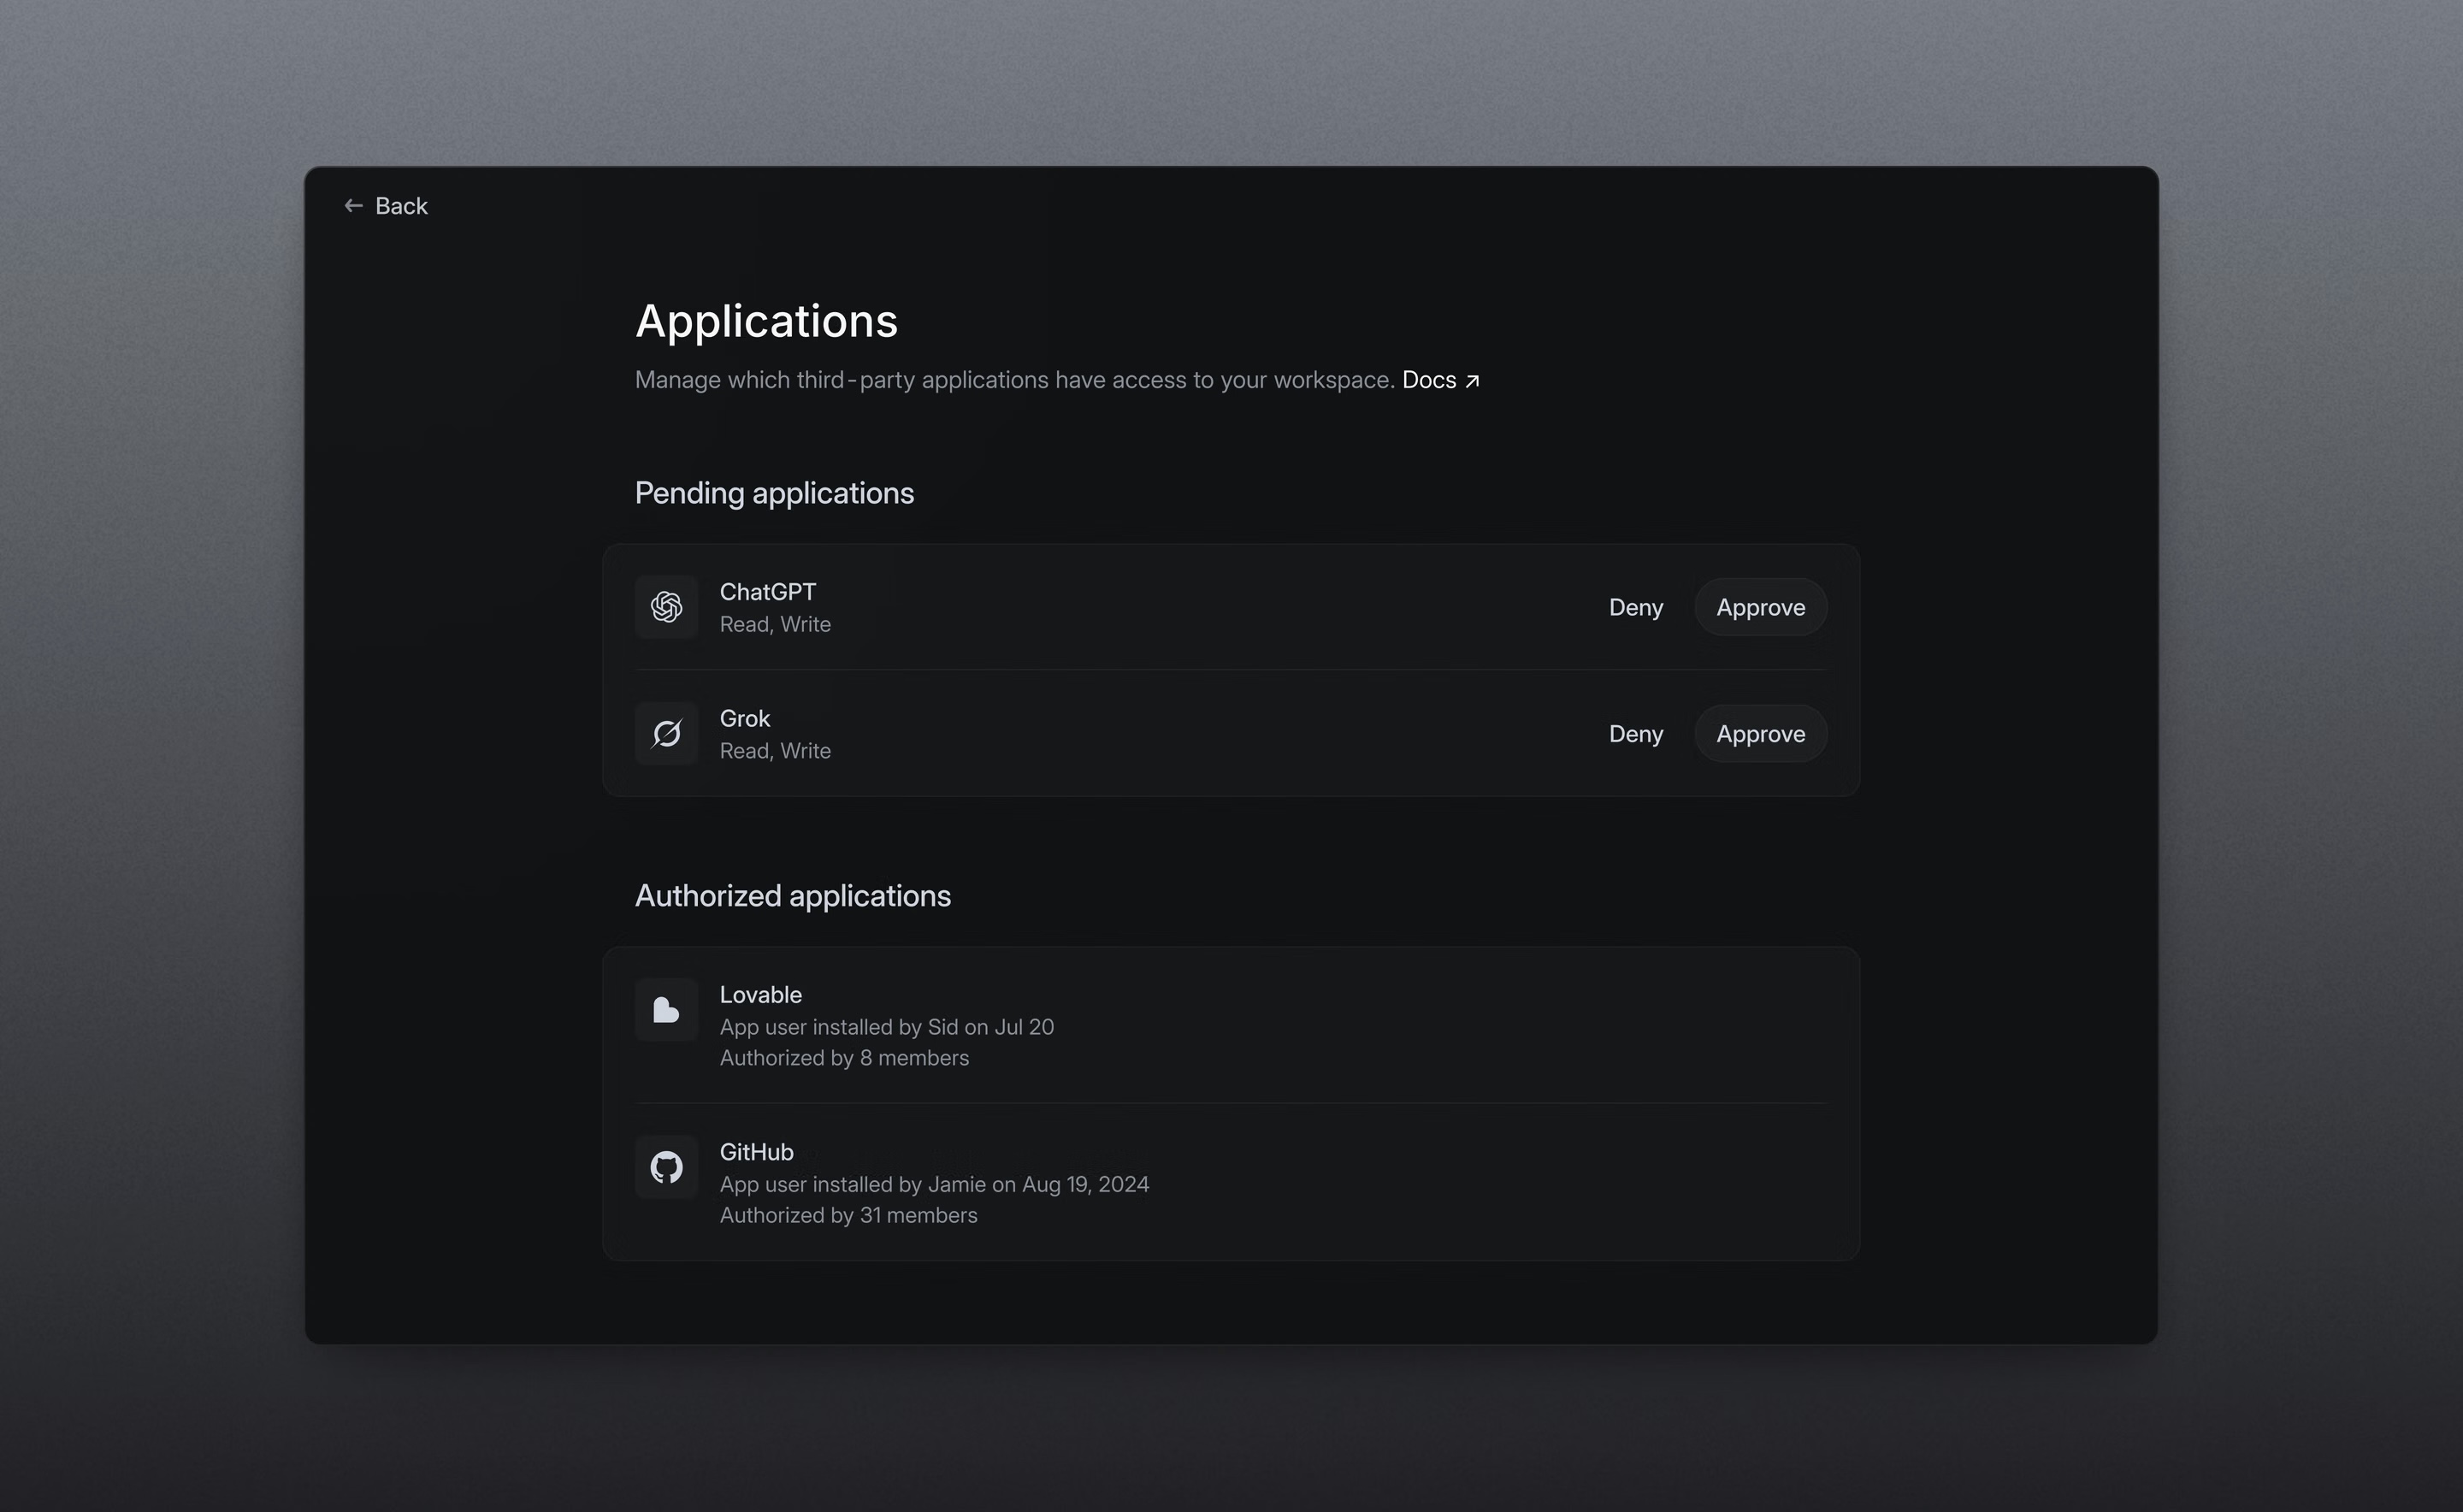 Back
Applications
Manage which third-party applications have access to your workspace. Docs ↗
Pending applications
ChatGPT
Read, Write
Deny
Approve
Grok
Read, Write
Deny
Approve
Authorized applications
Lovable
App user installed by Sid on Jul 20
Authorized by 8 members
GitHub
App user installed by Jamie on Aug 19, 2024
Authorized by 31 members